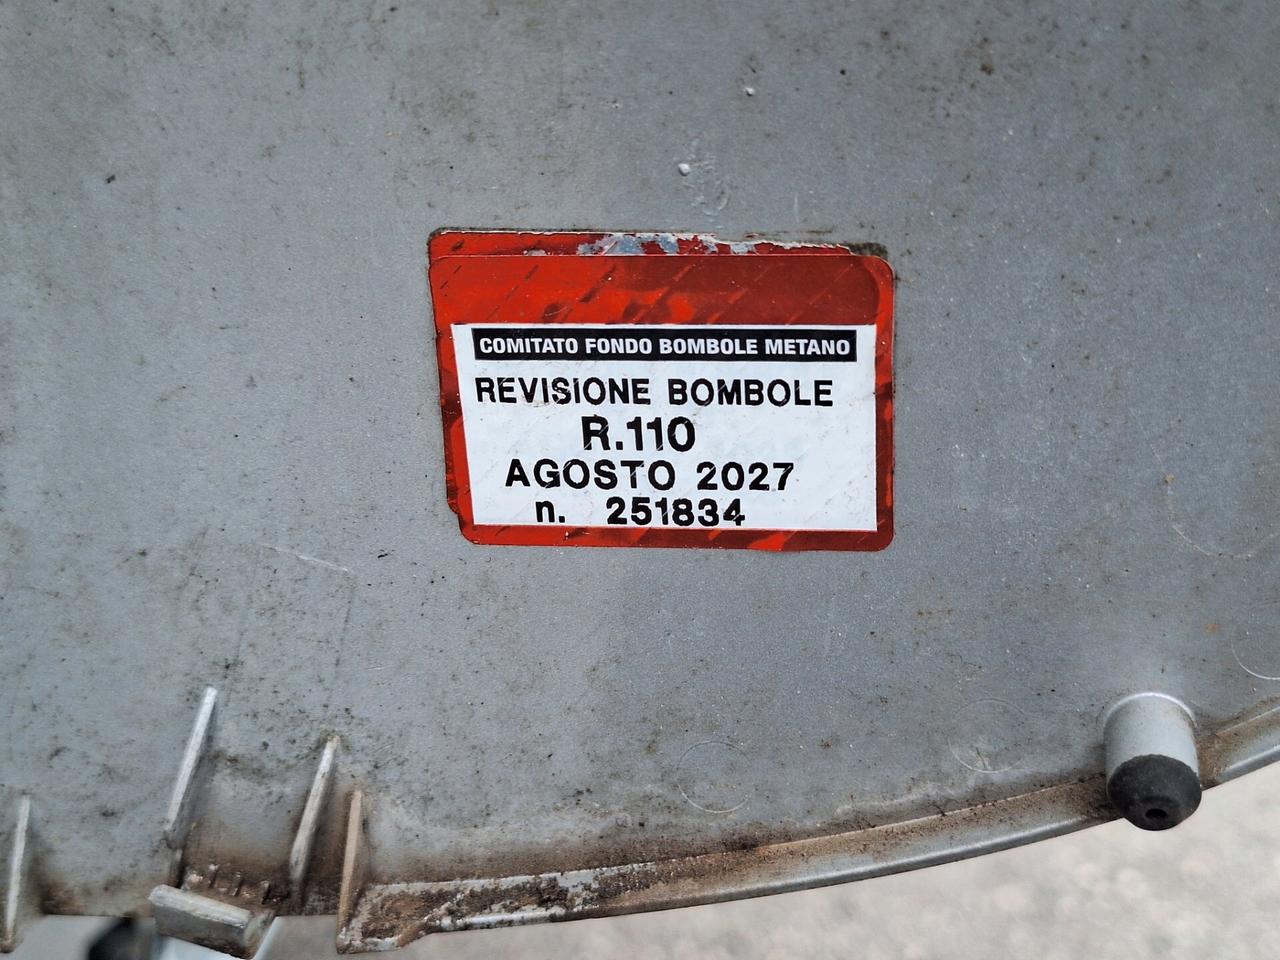 COMITATO FONDO BOMBOLE METANO
REVISIONE BOMBOLE
R.110
AGOSTO 2027
n. 251834